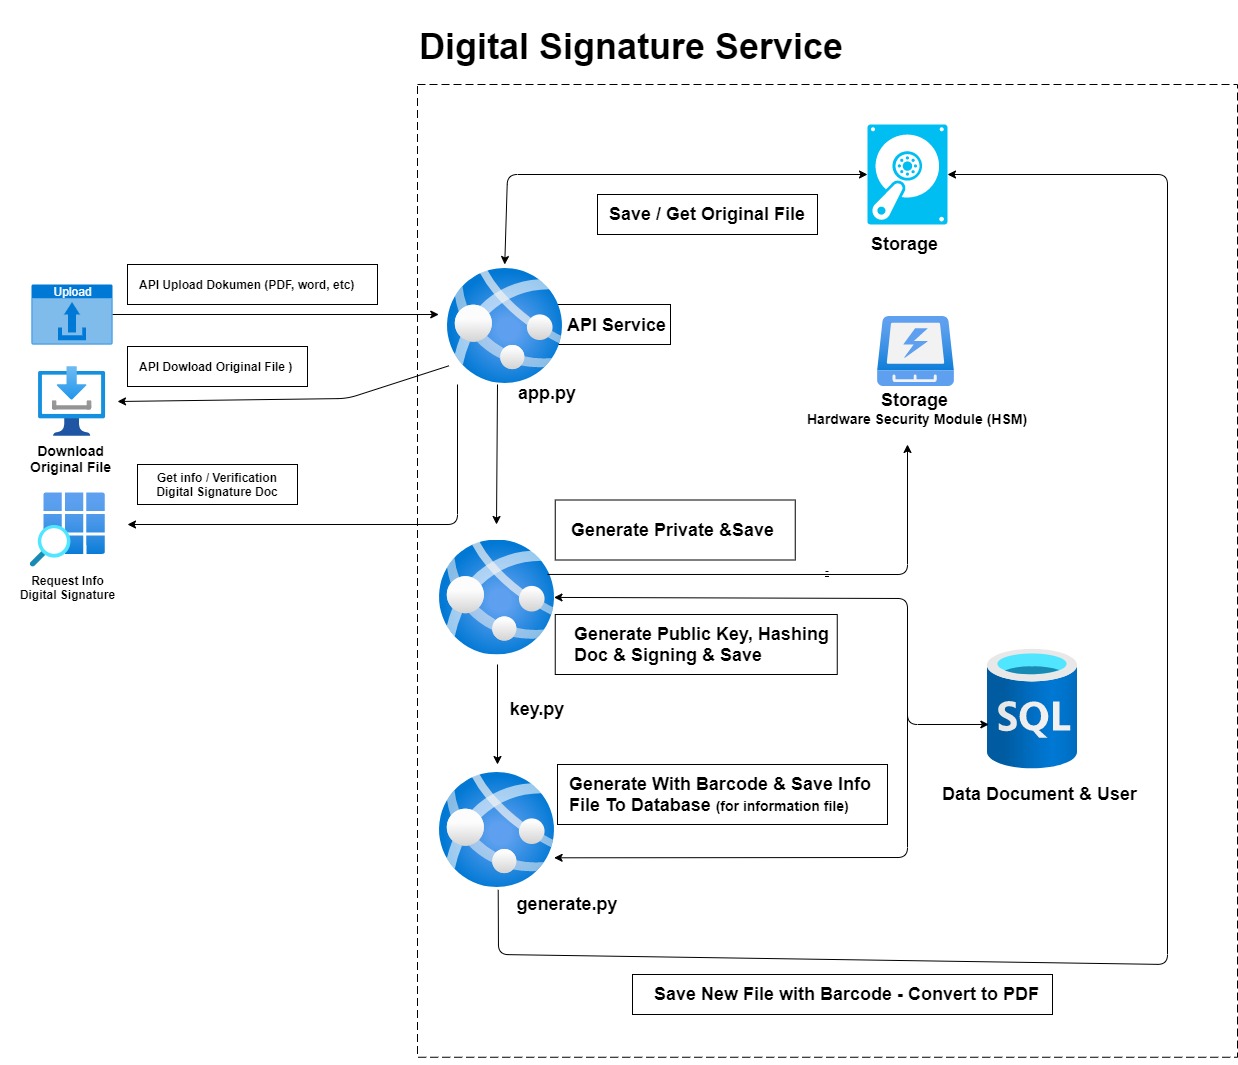 Digital Signature Service
Save / Get Original File
Storage
API Upload Dokumen (PDF, word, etc)
Upload
API Service
API Dowload Original File )
app.py
Storage
Hardware Security Module (HSM)
Download
Original File
Get info / Verification
Digital Signature Doc
Request Info
Digital Signature
Generate Private &Save
Generate Public Key, Hashing
Doc & Signing & Save
key.py
SQL
Data Document & User
Generate With Barcode & Save Info
File To Database (for information file)
generate.py
Save New File with Barcode - Convert to PDF